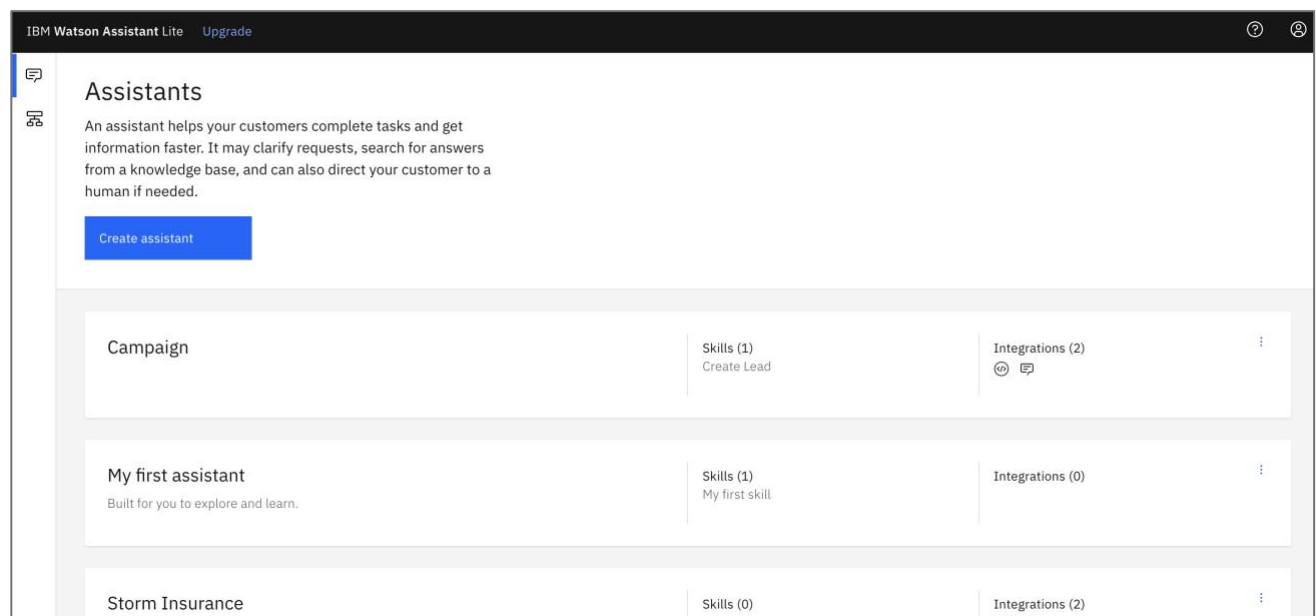 IBM Watson Assistant Lite Upgrade
Assistants
An assistant helps your customers complete tasks and get
information faster. It may clarify requests, search for answers
from a knowledge base, and can also direct your customer to a
human if needed.
Create assistant
Campaign
Skills (1)
Create Lead
Integrations (2)
My first assistant
Built for you to explore and learn.
Skills (1)
My first skill
Integrations (0)
Storm Insurance
Skills (0)
Integrations (2)